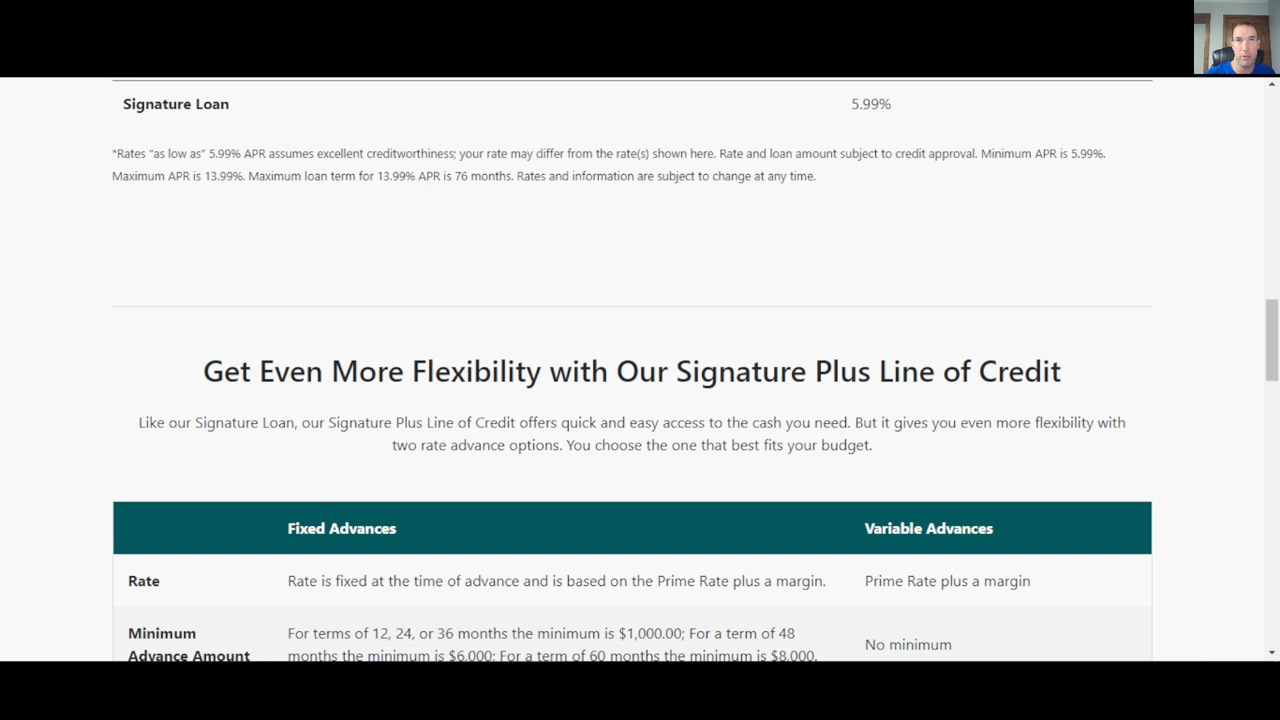 Signature Loan 5.99%
*Rates “as low as” 5.99% APR assumes excellent creditworthiness; your rate may differ from the rate(s) shown here. Rate and loan amount subject to credit approval. Minimum APR is 5.99%.
Maximum APR is 13.99%. Maximum loan term for 13.99% APR is 76 months. Rates and information are subject to change at any time.
Get Even More Flexibility with Our Signature Plus Line of Credit
Like our Signature Loan, our Signature Plus Line of Credit offers quick and easy access to the cash you need. But it gives you even more flexibility with
two rate advance options. You choose the one that best fits your budget.
Fixed Advances Variable Advances
Rate Rate is fixed at the time of advance and is based on the Prime Rate plus a margin. Prime Rate plus a margin
Minimum For terms of 12, 24, or 36 months the minimum is $1,000.00; For a term of 48
No minimum
Advance Amount months the minimum is $6,000; For a term of 60 months the minimum is $8,000.